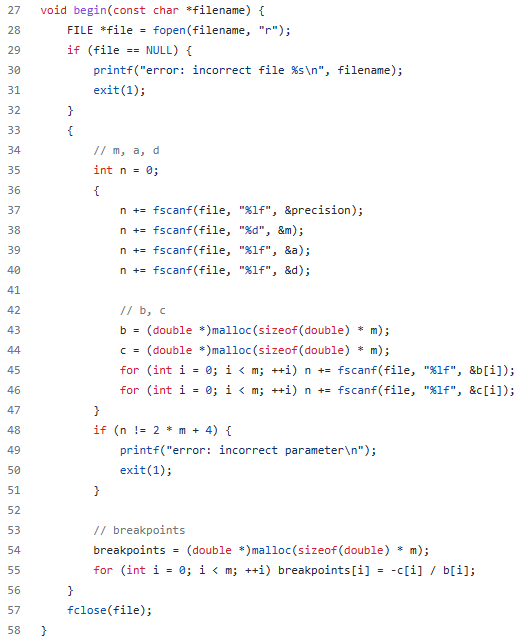 27 void begin(const char *filename) {
28     FILE *file = fopen(filename, "r");
29     if (file == NULL) {
30         printf("error: incorrect file %s\n", filename);
31         exit(1);
32     }
33     {
34         // m, a, d
35         int n = 0;
36         {
37             n += fscanf(file, "%lf", &precision);
38             n += fscanf(file, "%d", &m);
39             n += fscanf(file, "%lf", &a);
40             n += fscanf(file, "%lf", &d);
41
42             // b, c
43             b = (double *)malloc(sizeof(double) * m);
44             c = (double *)malloc(sizeof(double) * m);
45             for (int i = 0; i < m; ++i) n += fscanf(file, "%lf", &b[i]);
46             for (int i = 0; i < m; ++i) n += fscanf(file, "%lf", &c[i]);
47         }
48         if (n != 2 * m + 4) {
49             printf("error: incorrect parameter\n");
50             exit(1);
51         }
52
53         // breakpoints
54         breakpoints = (double *)malloc(sizeof(double) * m);
55         for (int i = 0; i < m; ++i) breakpoints[i] = -c[i] / b[i];
56     }
57     fclose(file);
58 }